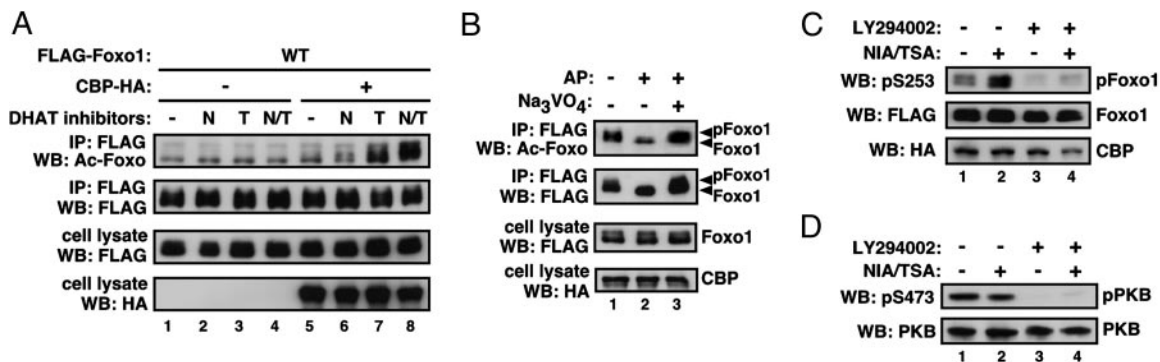 A
FLAG-Foxo1: WT
CBP-HA: - +
DHAT inhibitors: - N T N/T - N T N/T
IP: FLAG
WB: Ac-Foxo
IP: FLAG
WB: FLAG
cell lysate
WB: FLAG
cell lysate
WB: HA
1 2 3 4 5 6 7 8
B
AP: - + +
Na3VO4: +
IP: FLAG
WB: Ac-Foxo
pFoxo1
Foxo1
IP: FLAG
WB: FLAG
pFoxo1
Foxo1
cell lysate
WB: FLAG
Foxo1
cell lysate
WB: HA
CBP
1 2 3
C
LY294002: - - + +
NIA/TSA: - + - +
WB: pS253 pFoxo1
WB: FLAG Foxo1
WB: HA CBP
1 2 3 4
D
LY294002: - - + +
NIA/TSA: - + - +
WB: pS473 pPKB
WB: PKB PKB
1 2 3 4